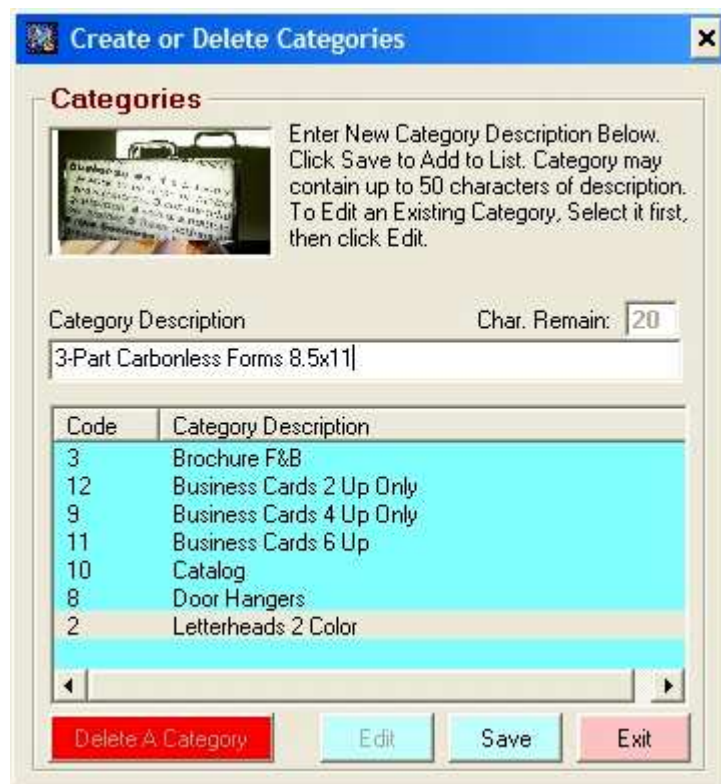 Create or Delete Categories
Categories
Enter New Category Description Below.
Click Save to Add to List. Category may
contain up to 50 characters of description.
To Edit an Existing Category, Select it first,
then click Edit.
Category Description Char. Remain: 20
3-Part Carbonless Forms 8.5x11
Code Category Description
3 Brochure F&B
12 Business Cards 2 Up Only
9 Business Cards 4 Up Only
11 Business Cards 6 Up
10 Catalog
8 Door Hangers
2 Letterheads 2 Color
Delete A Category Edit Save Exit